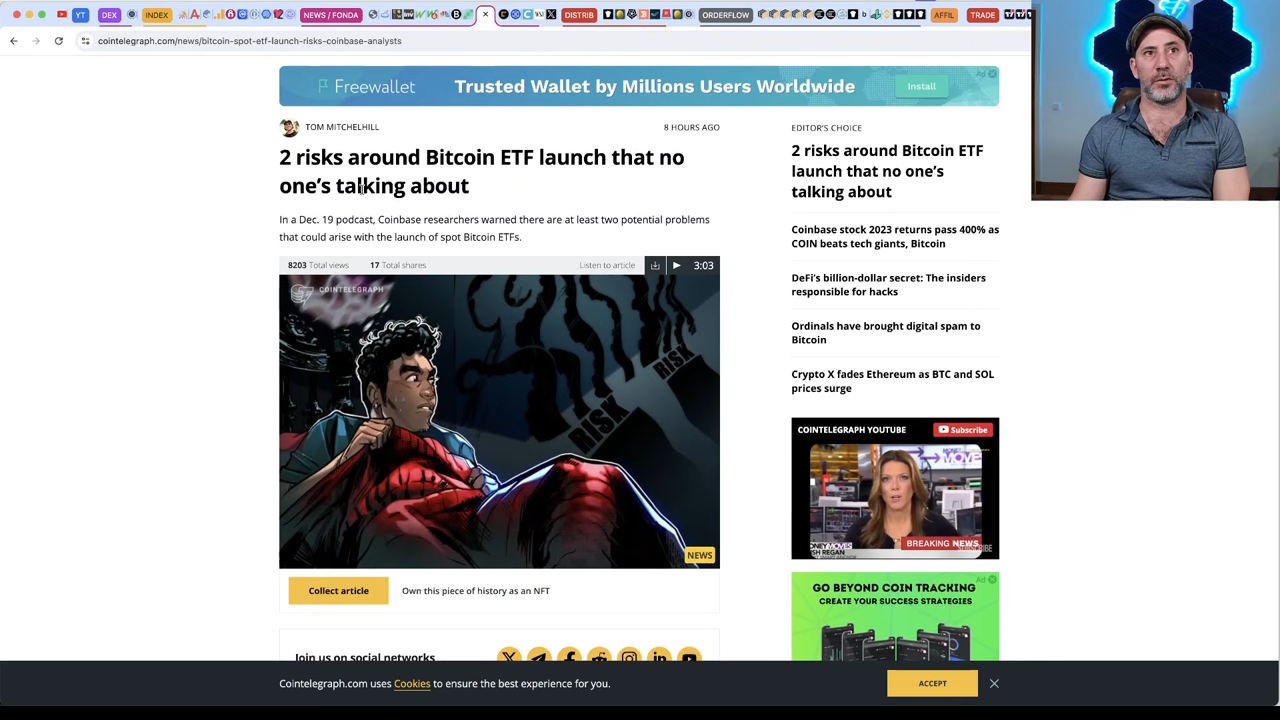 DEX
INDEX
NEWS / FONDA
DISTRIB
ORDERFLOW
AFFIL
TRADE
cointelegraph.com/news/bitcoin-spot-etf-launch-risks-coinbase-analysts
Freewallet
Trusted Wallet by Millions Users Worldwide
Install
Ad
TOM MITCHELHILL
8 HOURS AGO
2 risks around Bitcoin ETF launch that no
one's talking about
In a Dec. 19 podcast, Coinbase researchers warned there are at least two potential problems
that could arise with the launch of spot Bitcoin ETFs.
8203 Total views
17 Total shares
Listen to article
3:03
COINTELEGRAPH
RISK
RISK
NEWS
Collect article
Own this piece of history as an NFT
Join us on social networks
EDITOR'S CHOICE
2 risks around Bitcoin ETF
launch that no one's
talking about
Coinbase stock 2023 returns pass 400% as
COIN beats tech giants, Bitcoin
DeFi's billion-dollar secret: The insiders
responsible for hacks
Ordinals have brought digital spam to
Bitcoin
Crypto X fades Ethereum as BTC and SOL
prices surge
COINTELEGRAPH YOUTUBE
Subscribe
BREAKING NEWS
SUBSCRIBE
Ad
GO BEYOND COIN TRACKING
CREATE YOUR SUCCESS STRATEGIES
Cointelegraph.com uses Cookies to ensure the best experience for you.
ACCEPT